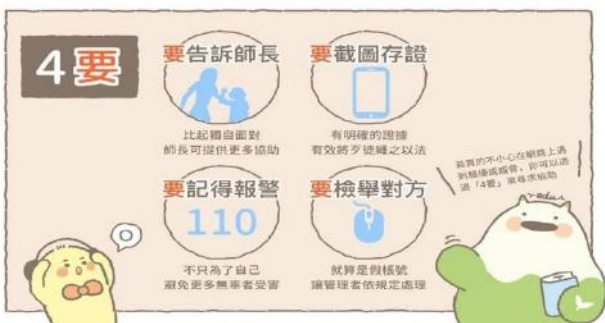 4要
要告訴師長
比起獨自面對
師長可提供更多協助
要截圖存證
有明確的證據
有效將歹徒繩之以法
要記得報警
110
不只為了自己
避免更多無辜者受害
要檢舉對方
就算是假帳號
讓管理者依規定處理
若真的不小心在網路上遇
到騷擾或威脅，你可以透
過「4要」來尋求協助